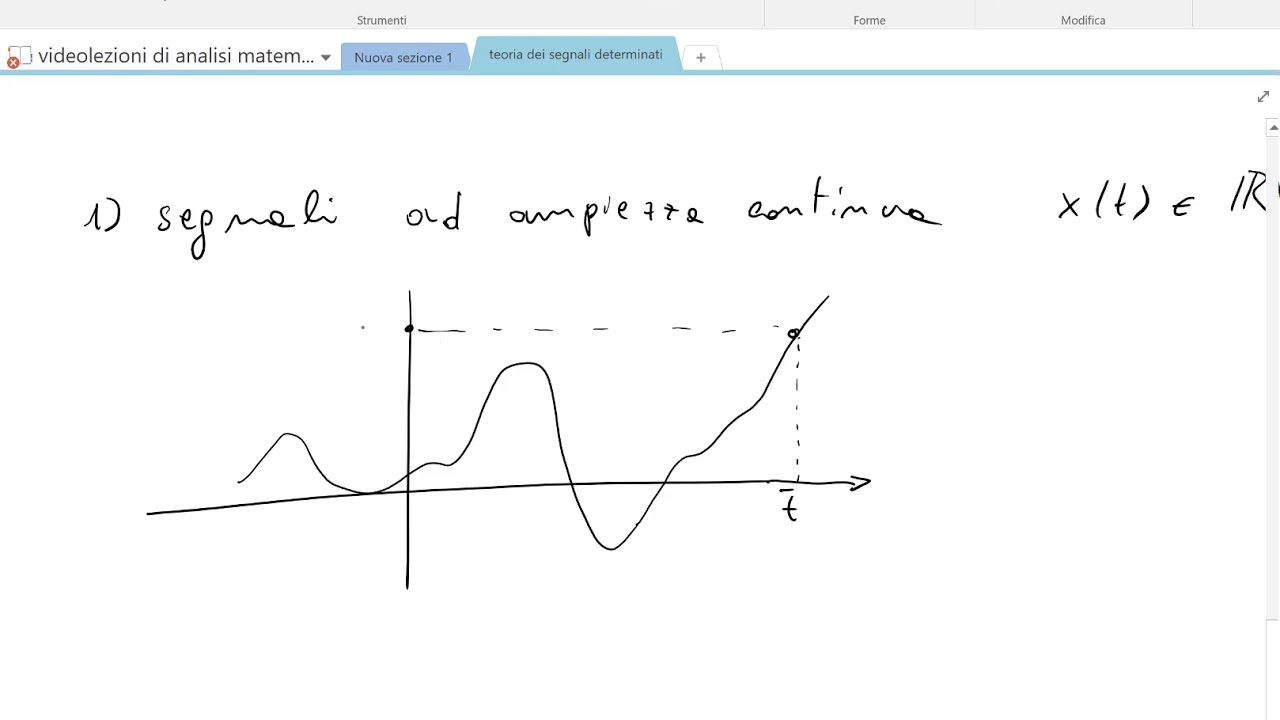 Strumenti Forme Modifica
videolezioni di analisi matem... Nuova sezione 1 teoria dei segnali determinati +
1) segnali ad ampiezza continua x(t) ∈ ℝ
t̄